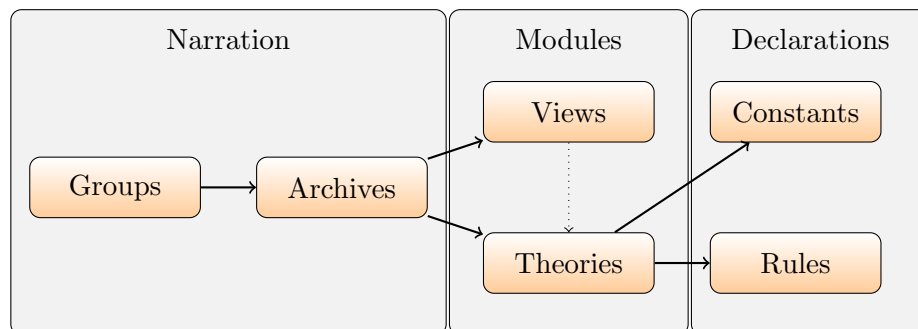 Narration
Modules
Declarations
Views
Constants
Groups
Archives
Theories
Rules